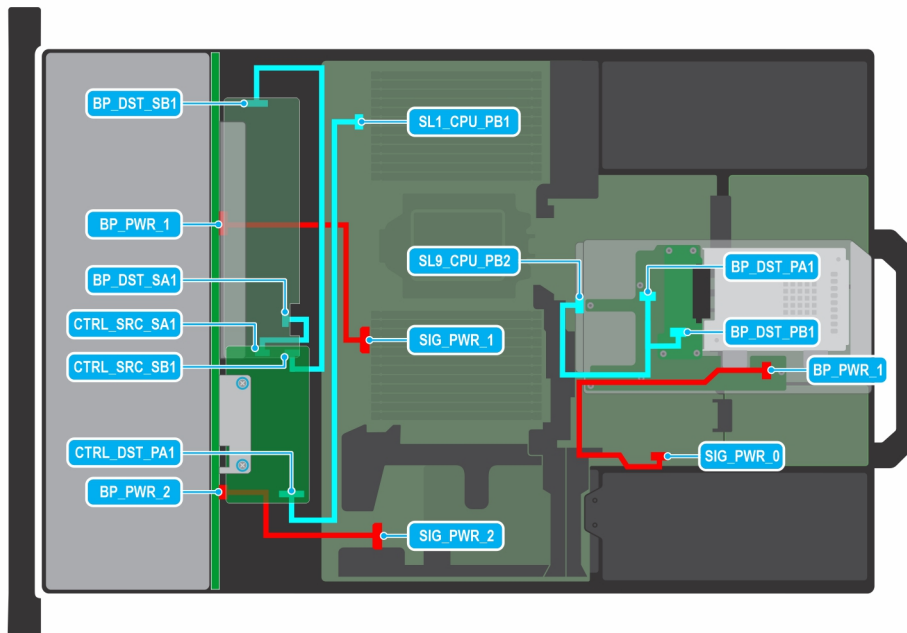 BP_DST_SB1
SL1_CPU_PB1
BP_PWR_1
SL9_CPU_PB2
BP_DST_PA1
BP_DST_SA1
CTRL_SRC_SA1
SIG_PWR_1
BP_DST_PB1
CTRL_SRC_SB1
BP_PWR_1
CTRL_DST_PA1
SIG_PWR_0
BP_PWR_2
SIG_PWR_2